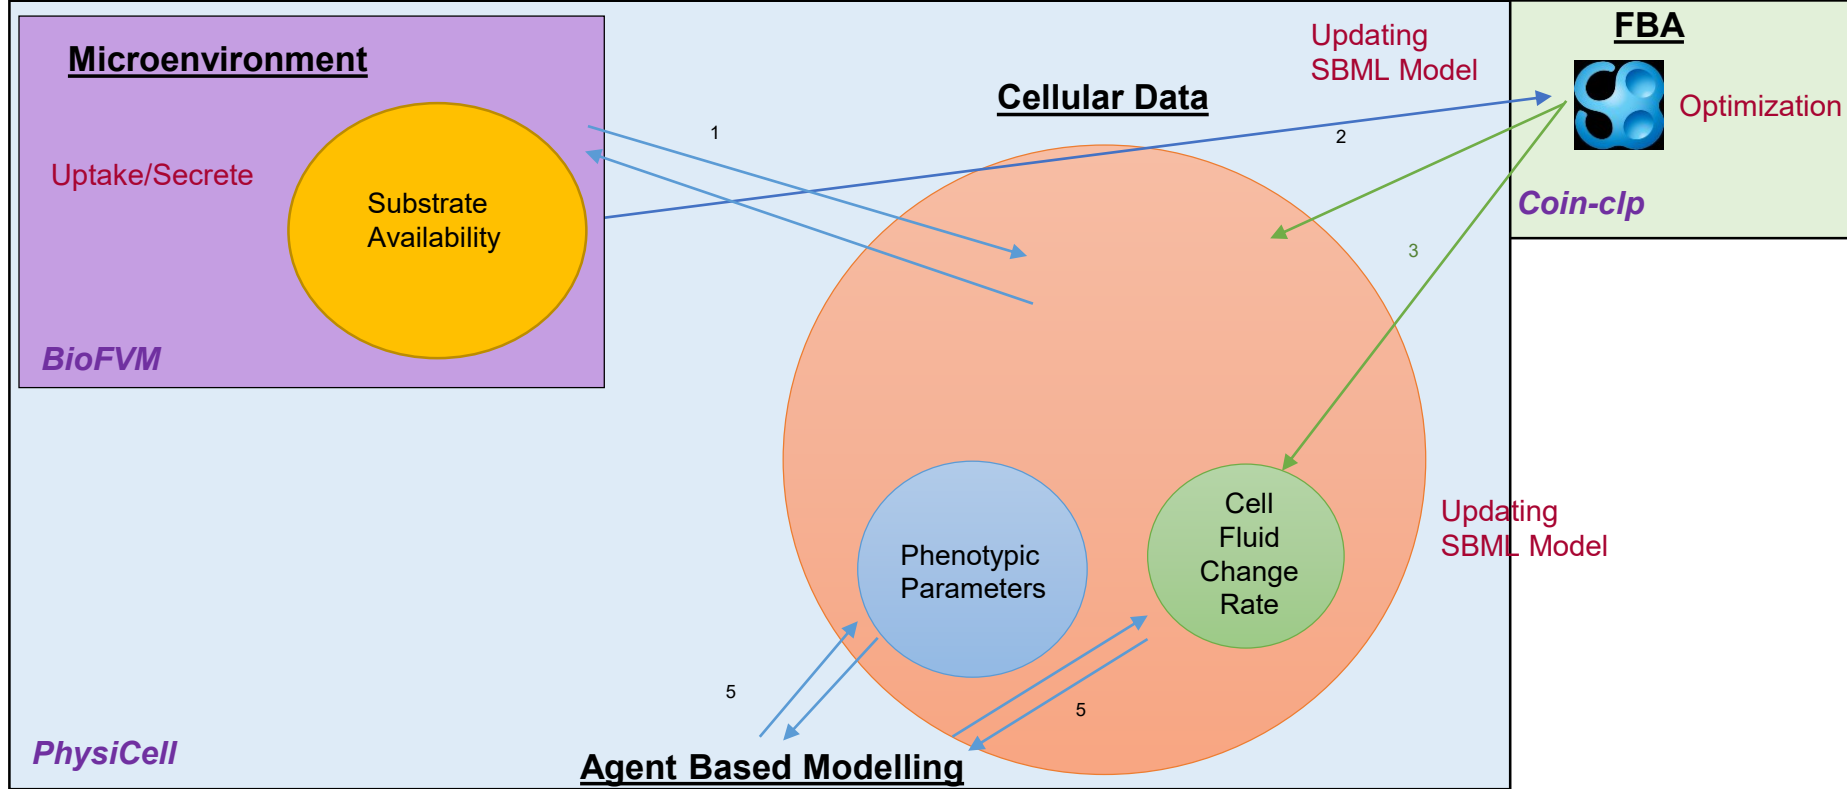 Microenvironment
Uptake/Secrete
Substrate
Availability
BioFVM
1
Cellular Data
Updating
SBML Model
2
FBA
Optimization
Coin-clp
3
Phenotypic
Parameters
Cell
Fluid
Change
Rate
Updating
SBML Model
5
5
PhysiCell
Agent Based Modelling